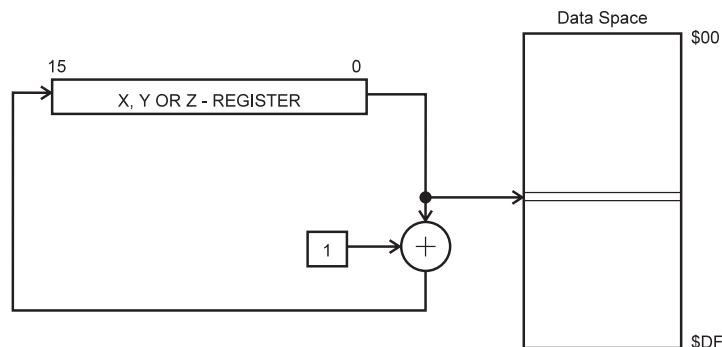 Data Space
$00
15
0
X, Y OR Z - REGISTER
1
+
$DF